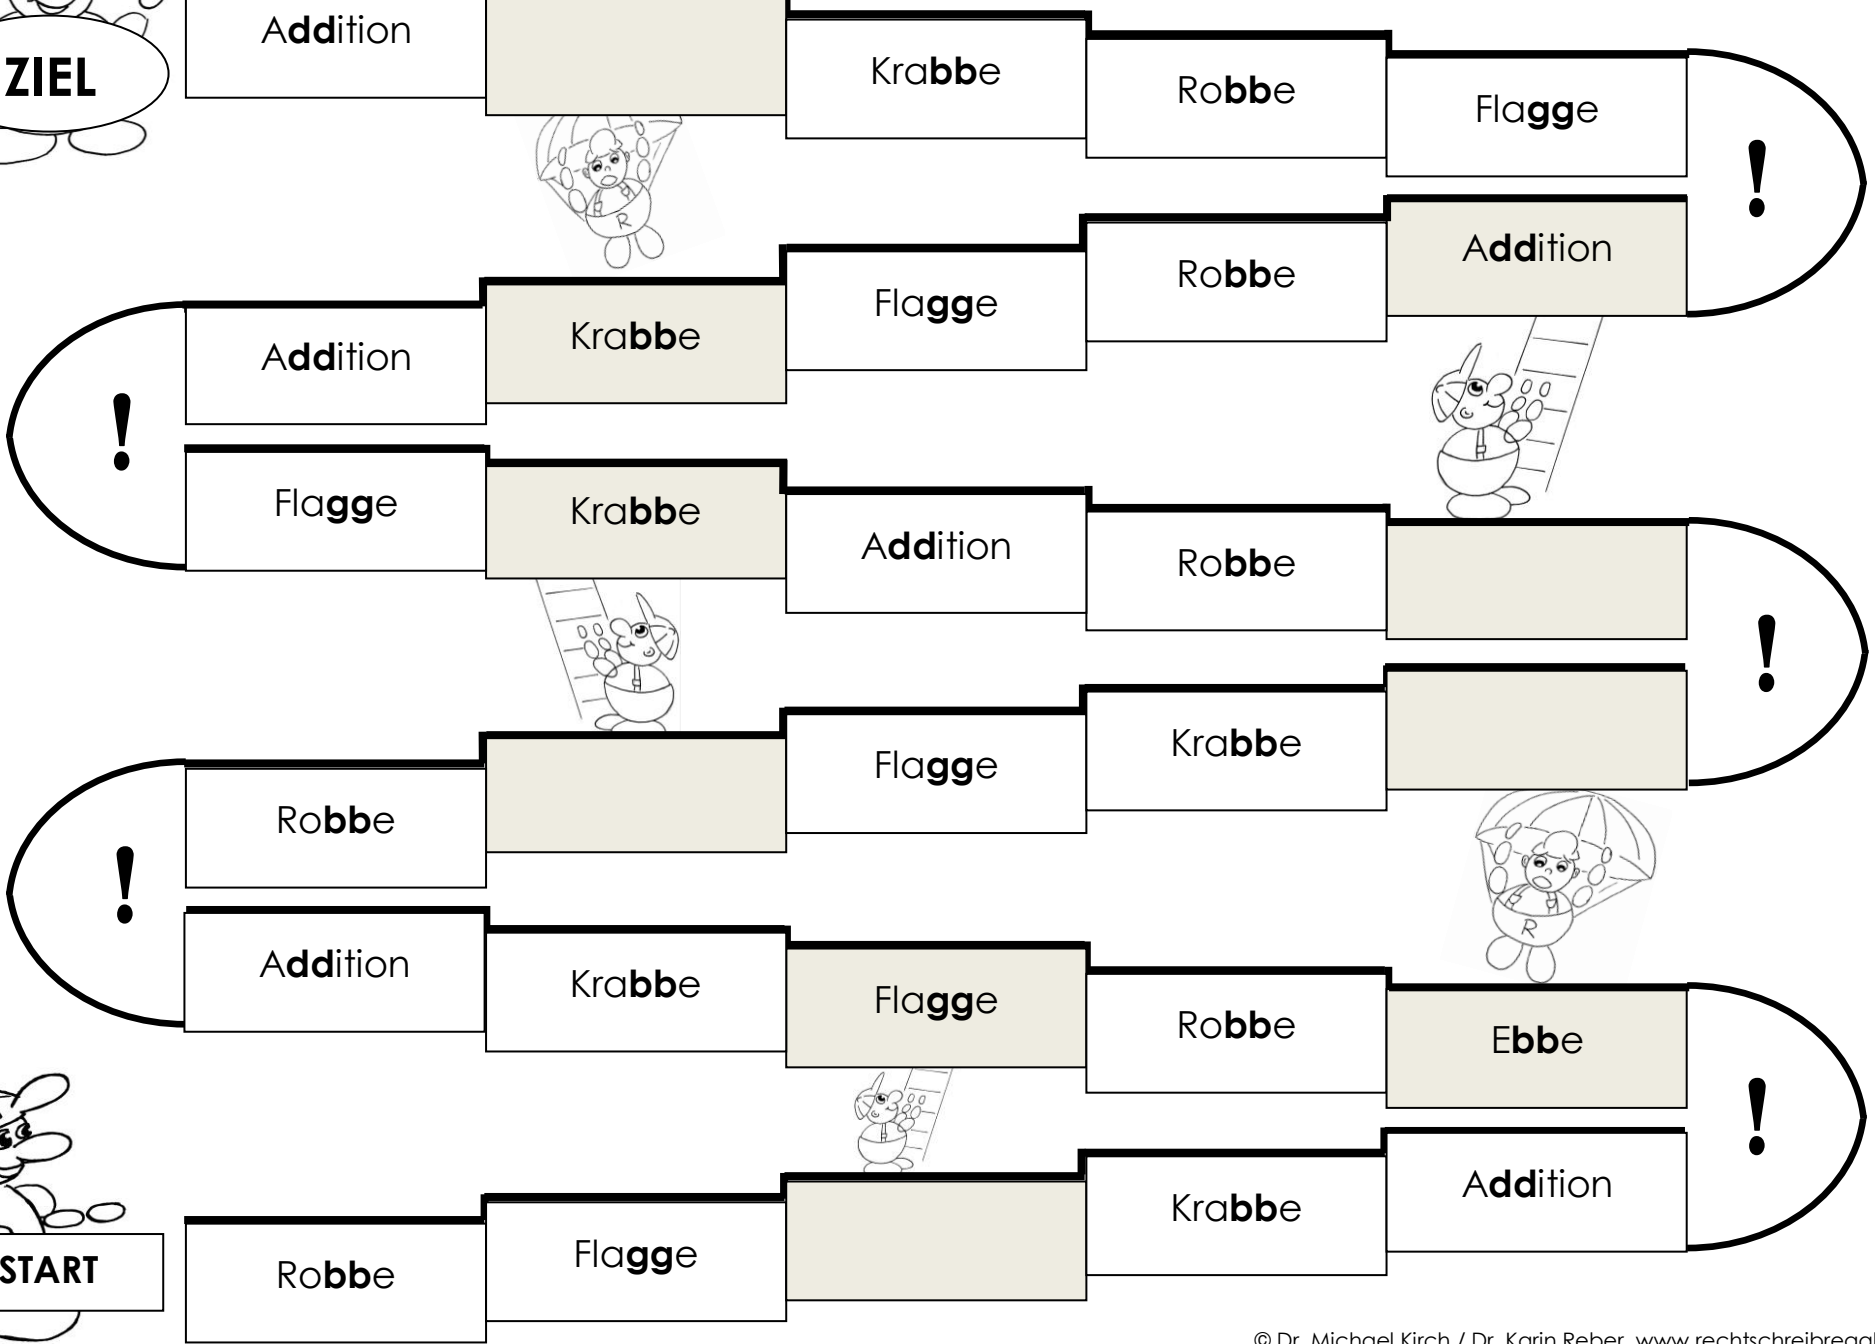 Addition
ZIEL
Krabbe
Robbe
Flagge
!
R
Addition
Robbe
Flagge
Krabbe
Addition
!
Flagge
Krabbe
Addition
Robbe
!
Krabbe
Flagge
Robbe
R
!
Addition
Krabbe
Flagge
Robbe
Ebbe
!
Addition
Krabbe
Flagge
Robbe
START
© Dr. Michael Kirch / Dr. Karin Reber, www.rechtschreibregal